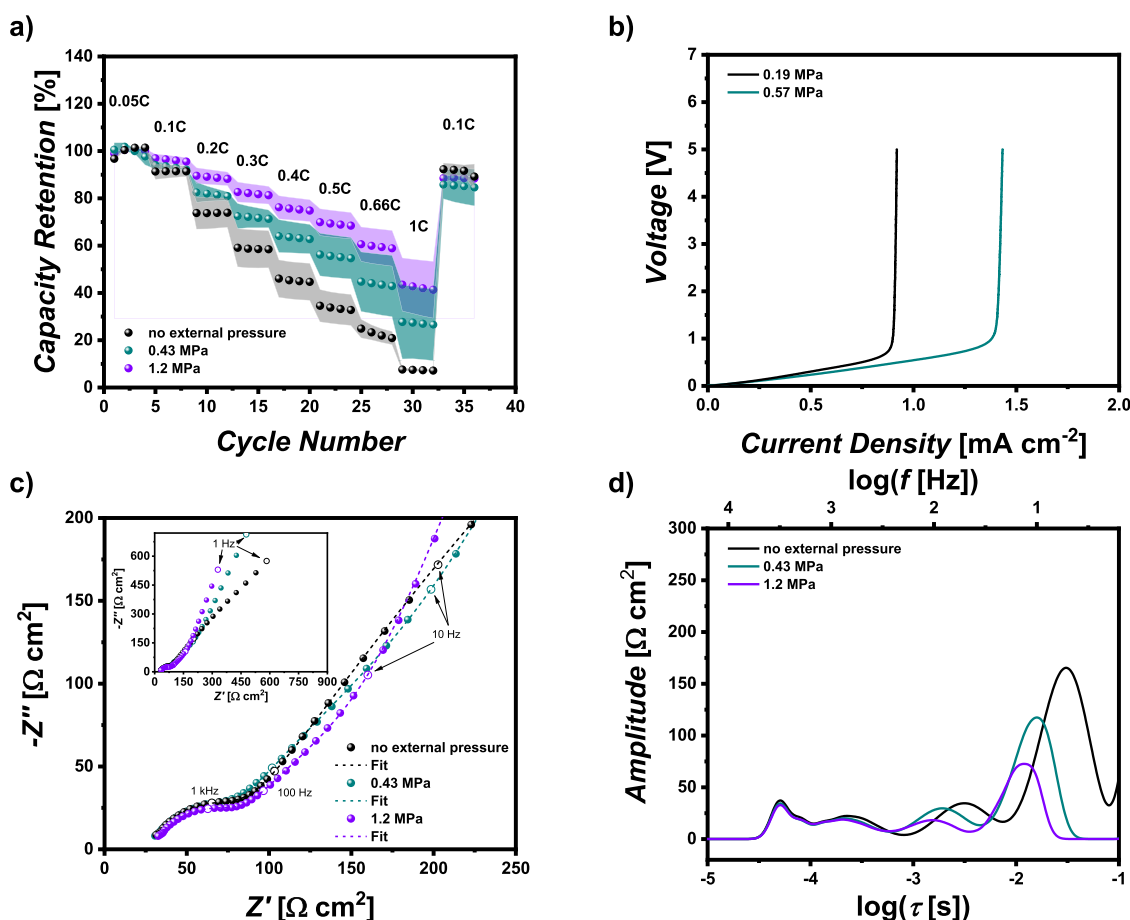 a)
140
120
100
80
60
40
20
0
Capacity Retention [%]
0.05C
0.1C
0.2C
0.3C
0.4C
0.5C
0.66C
1C
0.1C
no external pressure
0.43 MPa
1.2 MPa
0 5 10 15 20 25 30 35 40
Cycle Number
b)
7
6
5
4
3
2
1
0
Voltage [V]
0.19 MPa
0.57 MPa
0.0 0.5 1.0 1.5 2.0
Current Density [mA cm-2]
c)
200
150
100
50
0
-Z'' [Ω cm2]
600
450
300
150
0
-Z'' [Ω cm2]
1 Hz
0 150 300 450 600 750 900
Z' [Ω cm2]
10 Hz
1 kHz
100 Hz
no external pressure
Fit
0.43 MPa
Fit
1.2 MPa
Fit
0 50 100 150 200 250
Z' [Ω cm2]
d)
log(f [Hz])
4 3 2 1
300
250
200
150
100
50
0
Amplitude [Ω cm2]
no external pressure
0.43 MPa
1.2 MPa
-5 -4 -3 -2 -1
log(τ [s])